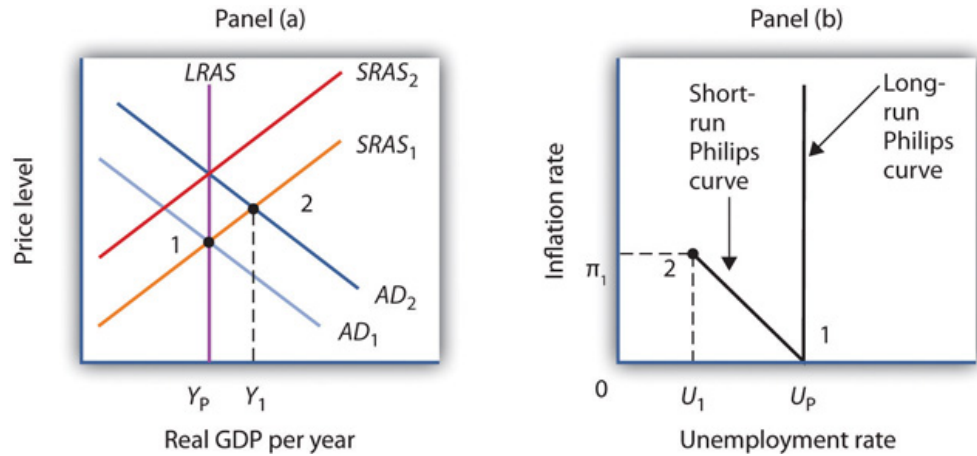 Panel (a)
Panel (b)
LRAS
SRAS2
SRAS1
2
1
AD2
AD1
Price level
YP
Y1
Real GDP per year
Short-
run
Philips
curve
Long-
run
Philips
curve
Inflation rate
π1
2
1
0
U1
UP
Unemployment rate